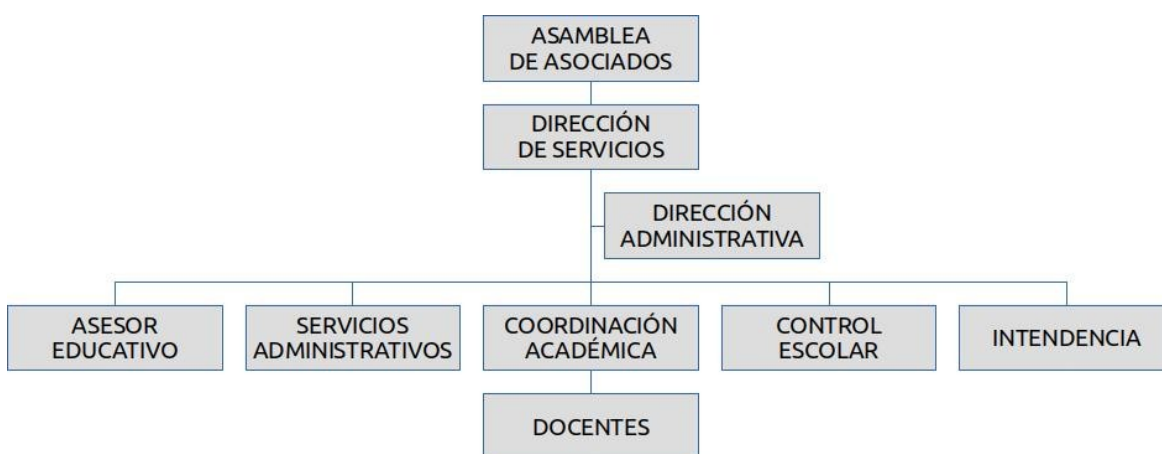 ASAMBLEA
DE ASOCIADOS
DIRECCIÓN
DE SERVICIOS
DIRECCIÓN
ADMINISTRATIVA
ASESOR
EDUCATIVO
SERVICIOS
ADMINISTRATIVOS
COORDINACIÓN
ACADÉMICA
CONTROL
ESCOLAR
INTENDENCIA
DOCENTES